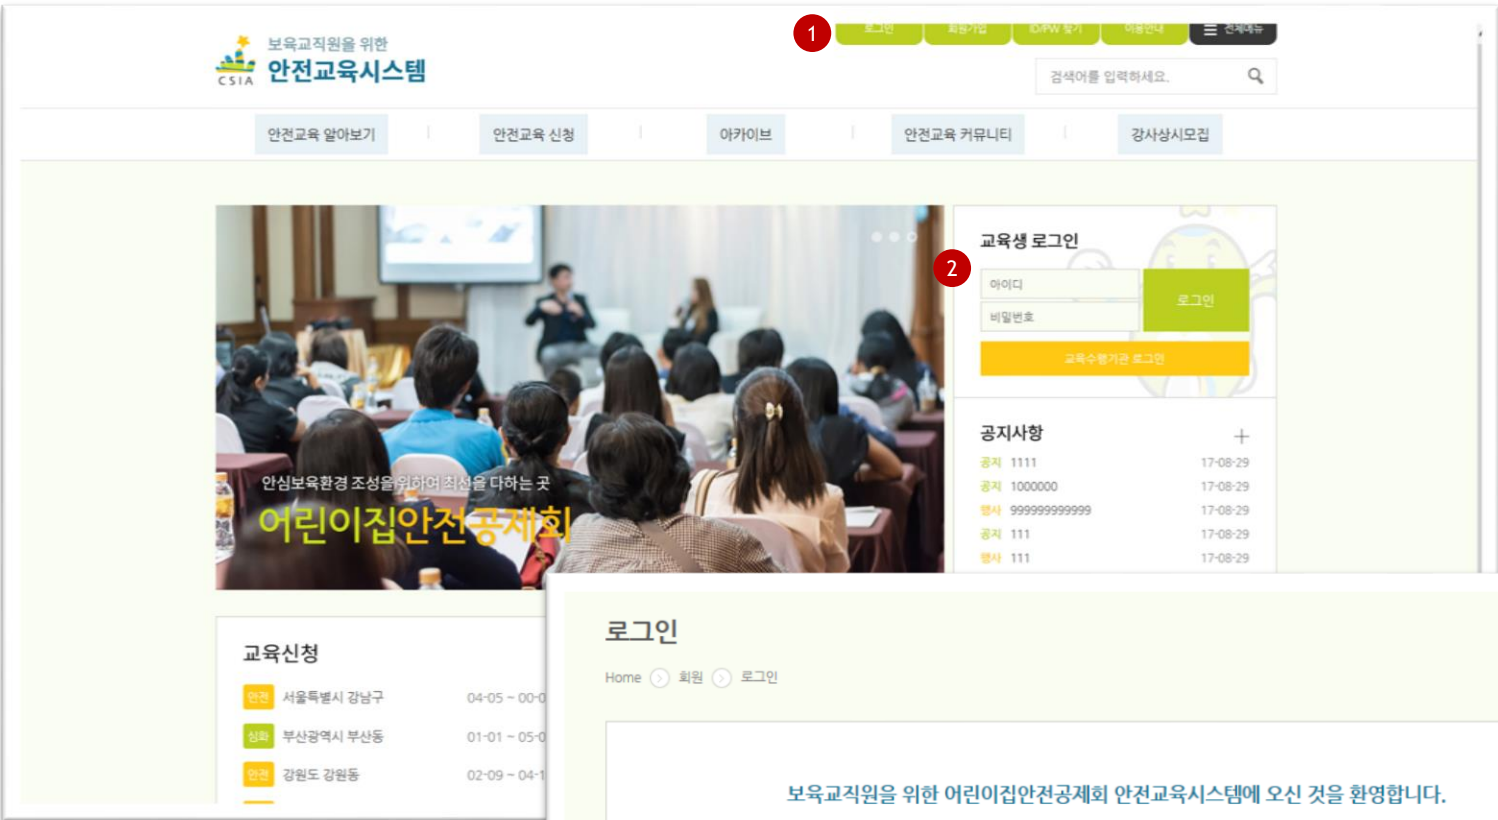 1
로그인 회원가입 ID/PW 찾기 이용안내 전체메뉴
보육교직원을 위한
CSIA 안전교육시스템
검색어를 입력하세요.
안전교육 알아보기 안전교육 신청 아카이브 안전교육 커뮤니티 강사상시모집
교육생 로그인
2
아이디
로그인
비밀번호
교육수행기관 로그인
안심보육환경 조성을 위하여 최선을 다하는 곳
어린이집안전공제회
공지사항
공지 1111 17-08-29
공지 1000000 17-08-29
행사 999999999999 17-08-29
공지 111 17-08-29
행사 111 17-08-29
교육신청
안전 서울특별시 강남구 04-05 ~ 00-0
심화 부산광역시 부산동 01-01 ~ 05-0
안전 강원도 강원동 02-09 ~ 04-1
로그인
Home 회원 로그인
보육교직원을 위한 어린이집안전공제회 안전교육시스템에 오신 것을 환영합니다.